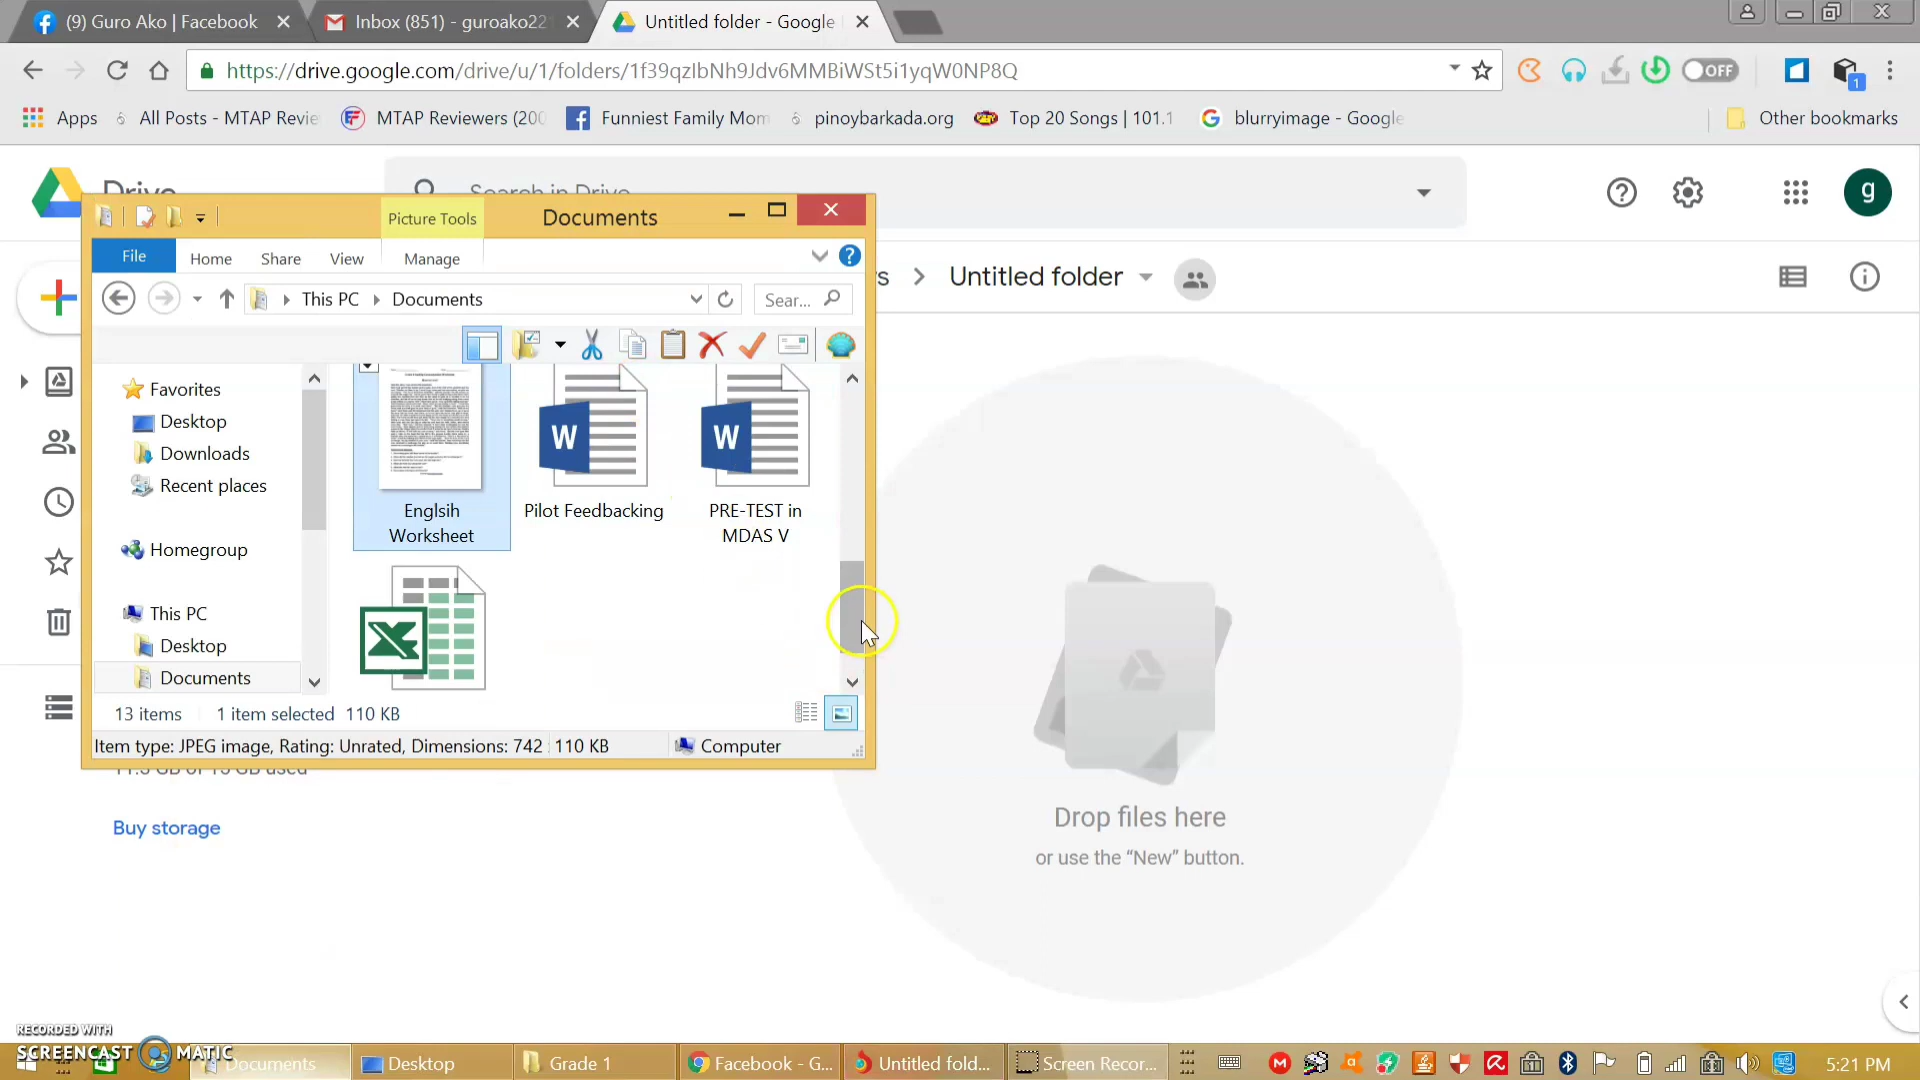 (9) Guro Ako | Facebook
Inbox (851) - guroako22
Untitled folder - Google
https://drive.google.com/drive/u/1/folders/1f39qzlbNh9Jdv6MMBiWSt5i1yqW0NP8Q
OFF
1
Apps
All Posts - MTAP Revie
MTAP Reviewers (200
Funniest Family Mom
pinoybarkada.org
Top 20 Songs | 101.1
blurryimage - Google
Other bookmarks
Drive
Search in Drive
g
Picture Tools
Documents
File
Home
Share
View
Manage
rs
Untitled folder
This PC
Documents
Sear...
Favorites
Desktop
Downloads
Recent places
Homegroup
This PC
Desktop
Documents
W
W
Englsih
Worksheet
Pilot Feedbacking
PRE-TEST in
MDAS V
X
13 items
1 item selected 110 KB
Item type: JPEG image, Rating: Unrated, Dimensions: 742
110 KB
Computer
Buy storage
Drop files here
or use the “New” button.
RECORDED WITH
SCREENCAST MATIC
Documents
Desktop
Grade 1
Facebook - G...
Untitled fold...
Screen Recor...
5:21 PM